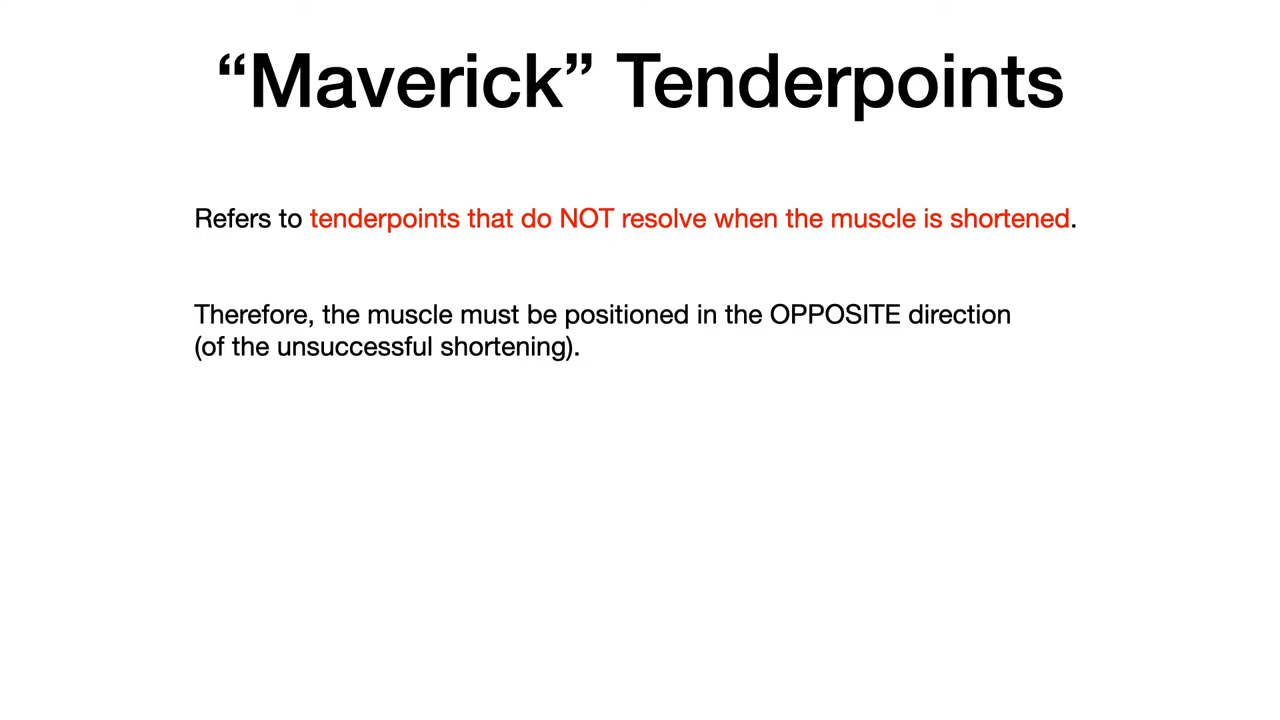 “Maverick” Tenderpoints
Refers to tenderpoints that do NOT resolve when the muscle is shortened.
Therefore, the muscle must be positioned in the OPPOSITE direction
(of the unsuccessful shortening).